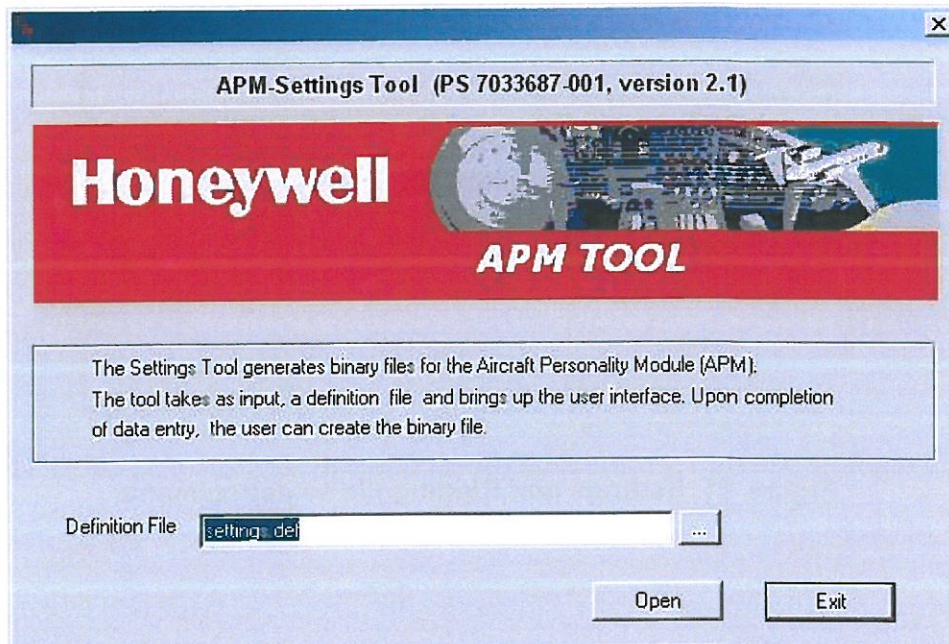 APM-Settings Tool (PS 7033687-001, version 2.1)
Honeywell
APM TOOL
The Settings Tool generates binary files for the Aircraft Personality Module (APM).
The tool takes as input, a definition file and brings up the user interface. Upon completion
of data entry, the user can create the binary file.
Definition File
settings.def
...
Open
Exit